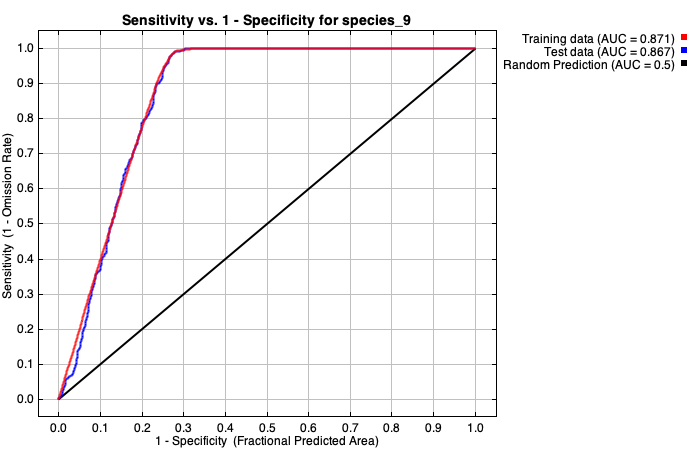 Sensitivity vs. 1 - Specificity for species_9
Training data (AUC = 0.871)
Test data (AUC = 0.867)
Random Prediction (AUC = 0.5)
Sensitivity (1 - Omission Rate)
1.0
0.9
0.8
0.7
0.6
0.5
0.4
0.3
0.2
0.1
0.0
0.0 0.1 0.2 0.3 0.4 0.5 0.6 0.7 0.8 0.9 1.0
1 - Specificity (Fractional Predicted Area)